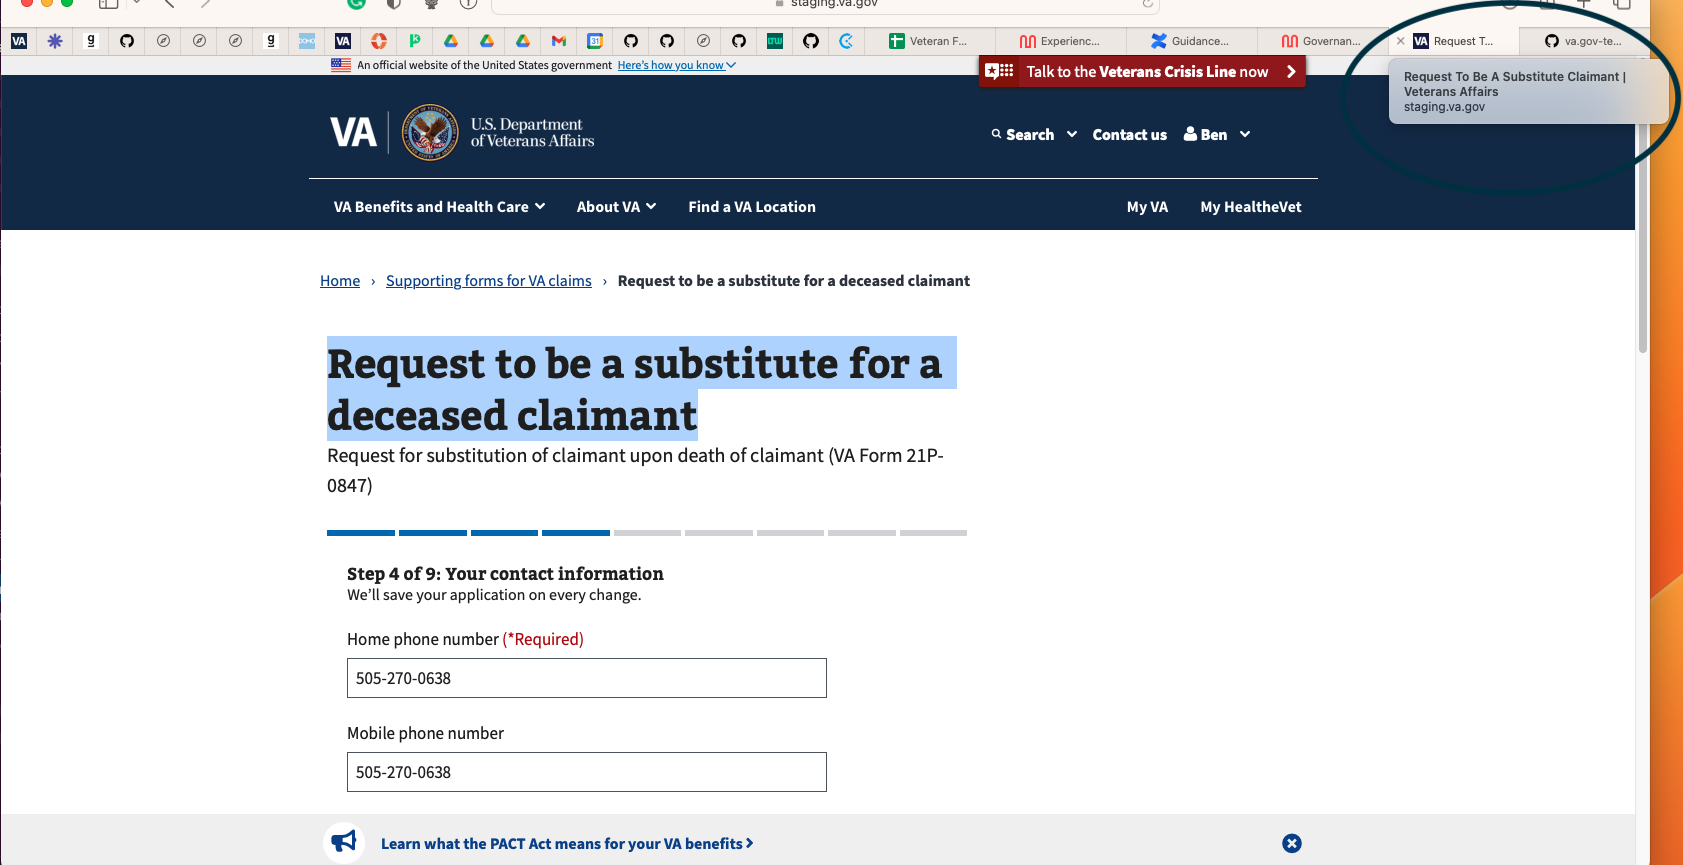 staging.va.gov
VA
g
g
DOMO
VA
31
LTW
Veteran F...
Experienc...
Guidance...
Governan...
VA Request T...
va.gov-te...
An official website of the United States government Here's how you know
Talk to the Veterans Crisis Line now
Request To Be A Substitute Claimant |
Veterans Affairs
staging.va.gov
VA
U.S. Department
of Veterans Affairs
Search
Contact us
Ben
VA Benefits and Health Care
About VA
Find a VA Location
My VA
My HealtheVet
Home › Supporting forms for VA claims › Request to be a substitute for a deceased claimant
Request to be a substitute for a
deceased claimant
Request for substitution of claimant upon death of claimant (VA Form 21P-
0847)
Step 4 of 9: Your contact information
We'll save your application on every change.
Home phone number (*Required)
505-270-0638
Mobile phone number
505-270-0638
Learn what the PACT Act means for your VA benefits